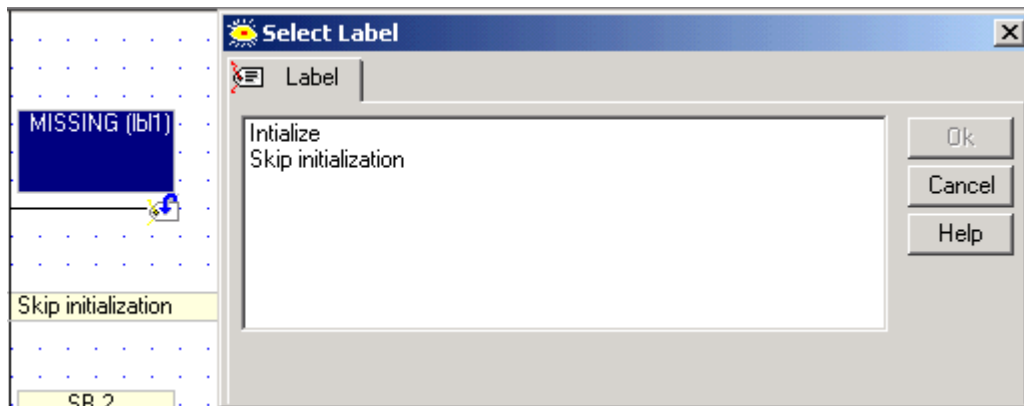 Select Label
Label
MISSING (lbl1)
Intialize
Skip initialization
Ok
Cancel
Help
Skip initialization
SB 2